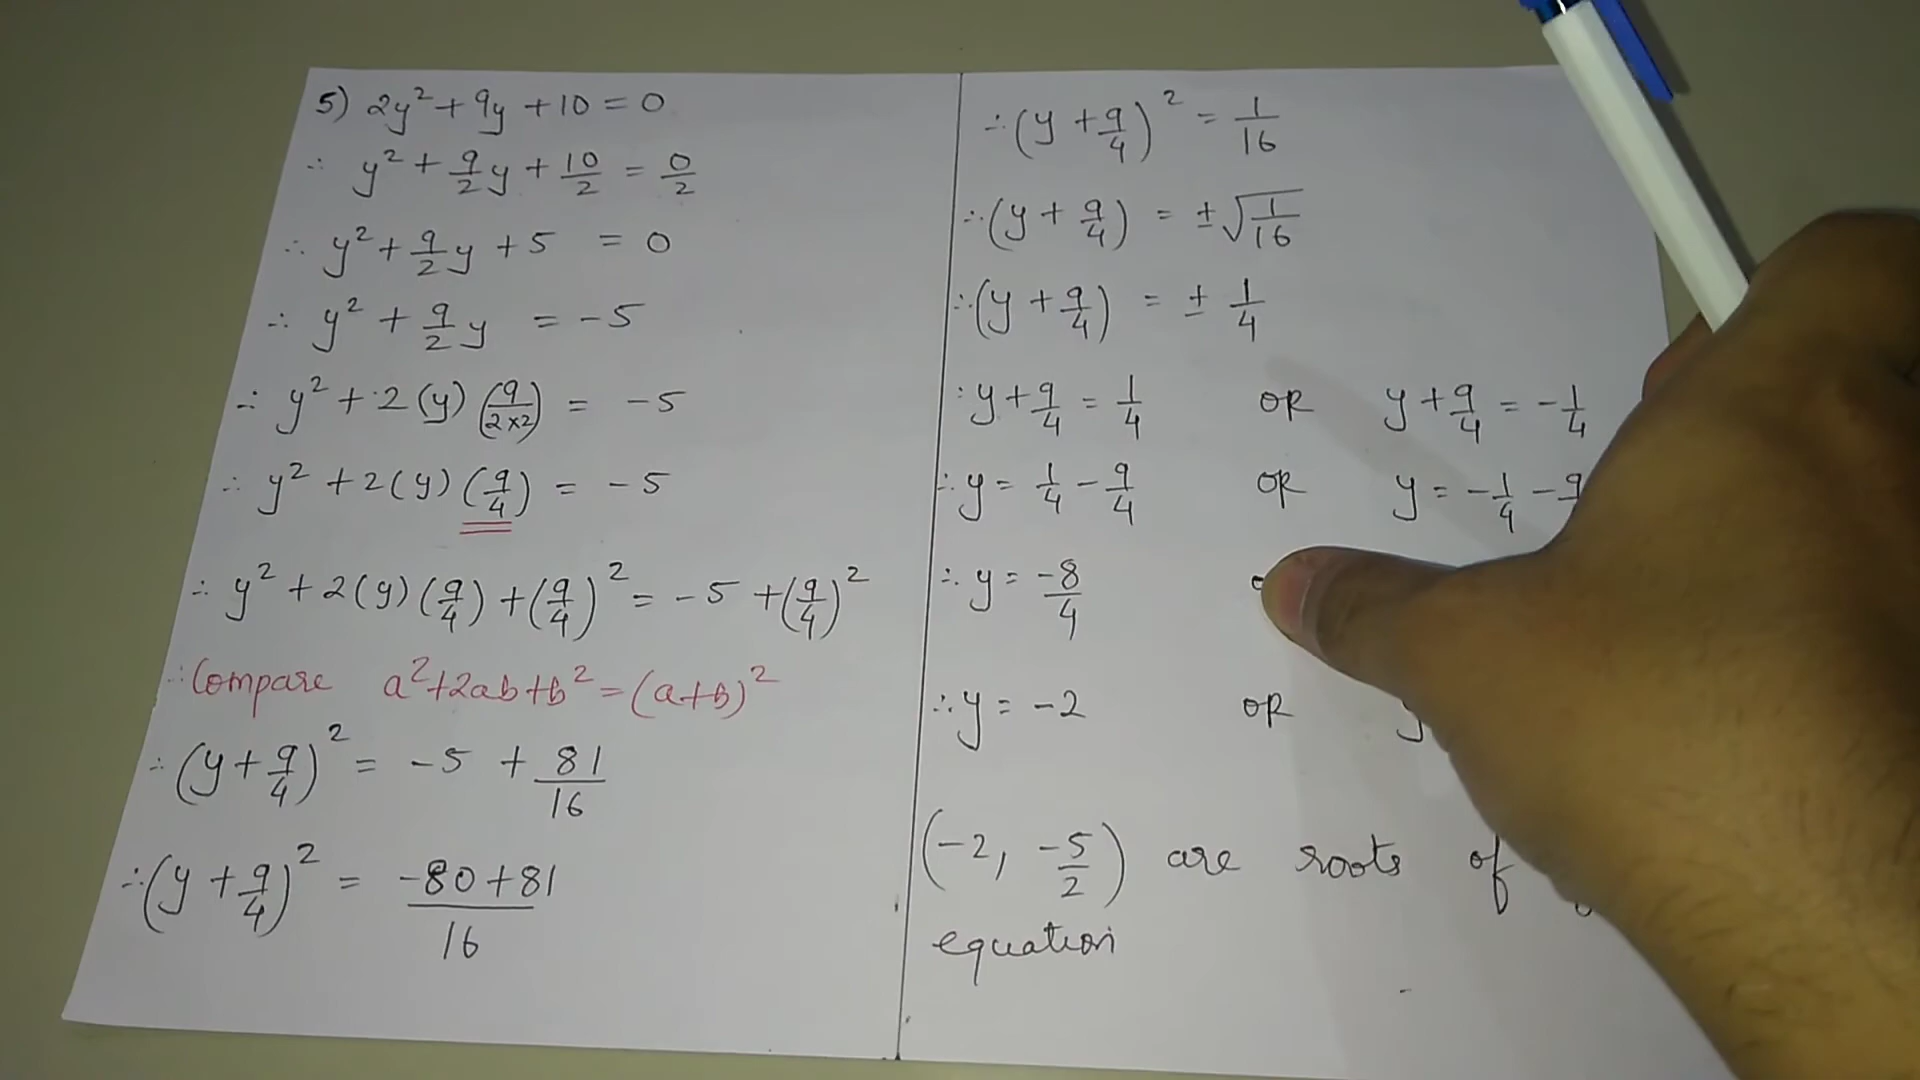 5) 2y² + 9y + 10 = 0
∴ y² + 9/2 y + 10/2 = 0/2
∴ y² + 9/2 y + 5 = 0
∴ y² + 9/2 y = -5
∴ y² + 2 (y) (9/2×2) = -5
∴ y² + 2 (y) (9/4) = -5
∴ y² + 2 (y) (9/4) + (9/4)² = -5 + (9/4)²
∴ Compare a² + 2ab + b² = (a+b)²
∴ (y + 9/4)² = -5 + 81/16
∴ (y + 9/4)² = -80+81/16
∴ (y + 9/4)² = 1/16
∴ (y + 9/4) = ± √1/16
∴ (y + 9/4) = ± 1/4
∴ y + 9/4 = 1/4 OR y + 9/4 = -1/4
∴ y = 1/4 - 9/4 OR y = -1/4 - 9
∴ y = -8/4
∴ y = -2 OR y
(-2, -5/2) are roots of
equation